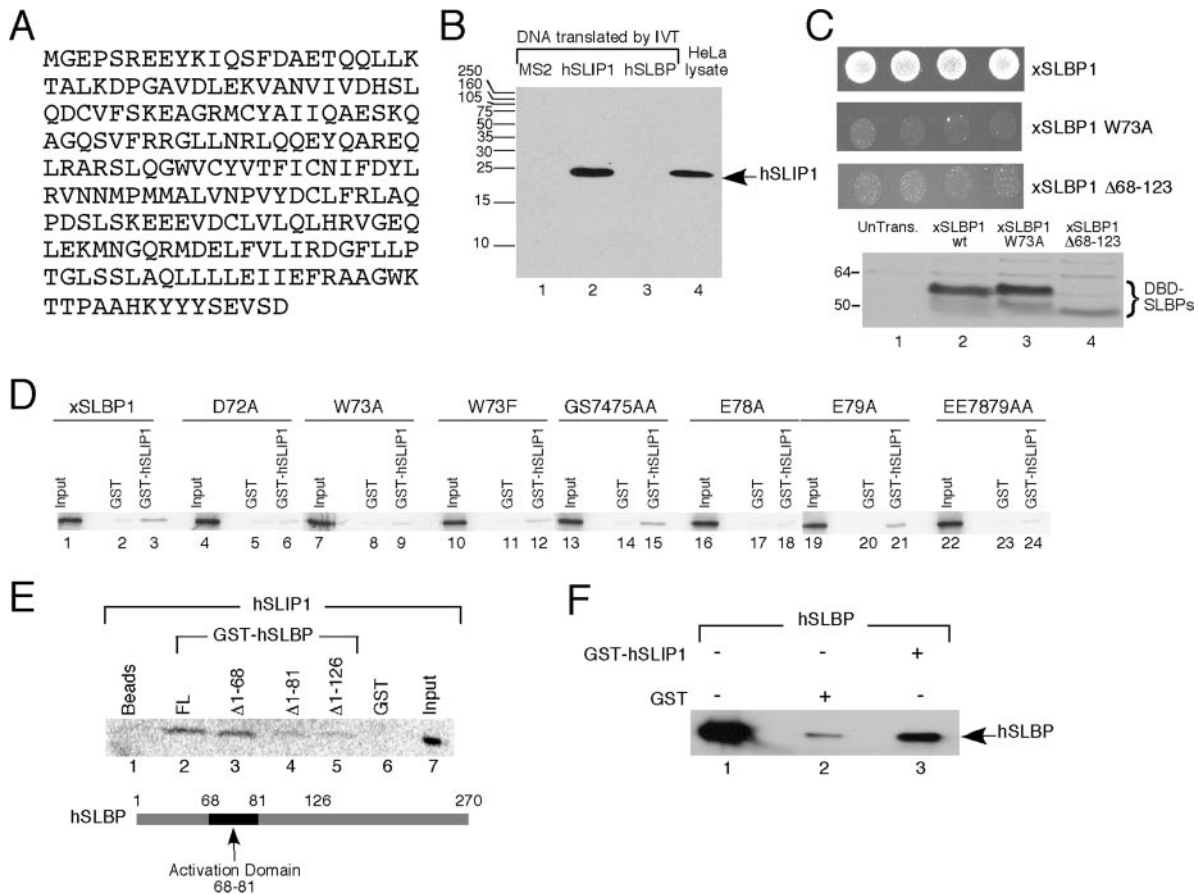 A
MGEPSREEYKIQSFDAETQQLLK
TALKDPGAVDLEKVANVIVDHSL
QDCVFSKEAGRMCYAIIQAESKQ
AGQSVFRRGLLNRLQQEYQAREQ
LRARSLQGWVCYVTFICNIFDYL
RVNNMPMMALVNPVYDCLFRLAQ
PDSLSKEEEVDCLVLQLHRVGEQ
LEKMNGQRMDELFVLIRDGFLLP
TGLSSLAQLLLLEIIEFRAAGWK
TTPAAHKYYYSEVSD
B
DNA translated by IVT
MS2 hSLIP1 hSLBP HeLa lysate
250
160
105
75
50
35
30
25
15
10
hSLIP1
1 2 3 4
C
xSLBP1
xSLBP1 W73A
xSLBP1 Δ68-123
UnTrans. xSLBP1 wt xSLBP1 W73A xSLBP1 Δ68-123
64
50
DBD-SLBPs
1 2 3 4
D
xSLBP1 D72A W73A W73F GS7475AA E78A E79A EE7879AA
Input GST GST-hSLIP1 Input GST GST-hSLIP1 Input GST GST-hSLIP1 Input GST GST-hSLIP1 Input GST GST-hSLIP1 Input GST GST-hSLIP1 Input GST GST-hSLIP1 Input GST GST-hSLIP1
1 2 3 4 5 6 7 8 9 10 11 12 13 14 15 16 17 18 19 20 21 22 23 24
E
hSLIP1
GST-hSLBP
Beads FL Δ1-68 Δ1-81 Δ1-126 GST Input
1 2 3 4 5 6 7
1 68 81 126 270
hSLBP
Activation Domain
68-81
F
hSLBP
GST-hSLIP1 - - +
GST - + -
hSLBP
1 2 3